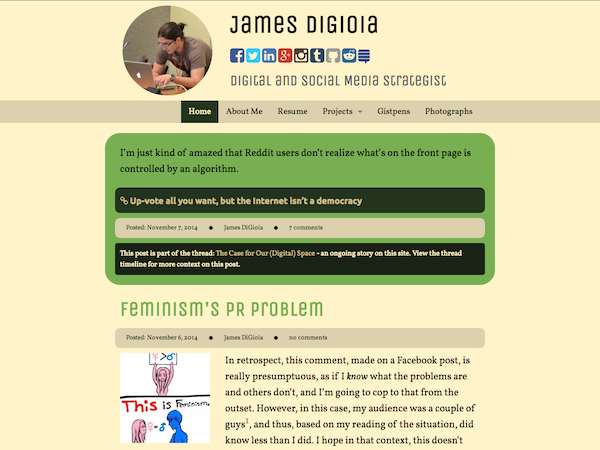 James DiGioia
Digital and Social Media Strategist
Home About Me Resume Projects Gistpens Photographs
I'm just kind of amazed that Reddit users don't realize what's on the front page is
controlled by an algorithm.
Up-vote all you want, but the Internet isn't a democracy
Posted: November 7, 2014 • James DiGioia • 7 comments
This post is part of the thread: The Case for Our (Digital) Space - an ongoing story on this site. View the thread
timeline for more context on this post.
Feminism's PR Problem
Posted: November 6, 2014 • James DiGioia • no comments
This is Feminism.
In retrospect, this comment, made on a Facebook post, is
really presumptuous, as if I know what the problems are
and others don't, and I'm going to cop to that from the
outset. However, in this case, my audience was a couple of
guys1, and thus, based on my reading of the situation, did
know less than I did. I hope in that context, this doesn't